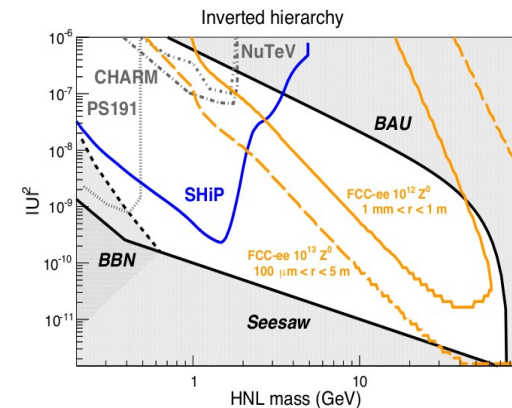 Inverted hierarchy
|U|²
10⁻⁶
10⁻⁷
10⁻⁸
10⁻⁹
10⁻¹⁰
10⁻¹¹
NuTeV
CHARM
PS191
BAU
SHiP
FCC-ee 10¹² Z⁰
1 mm < r < 1 m
FCC-ee 10¹³ Z⁰
100 μm < r < 5 m
BBN
Seesaw
1
10
HNL mass (GeV)